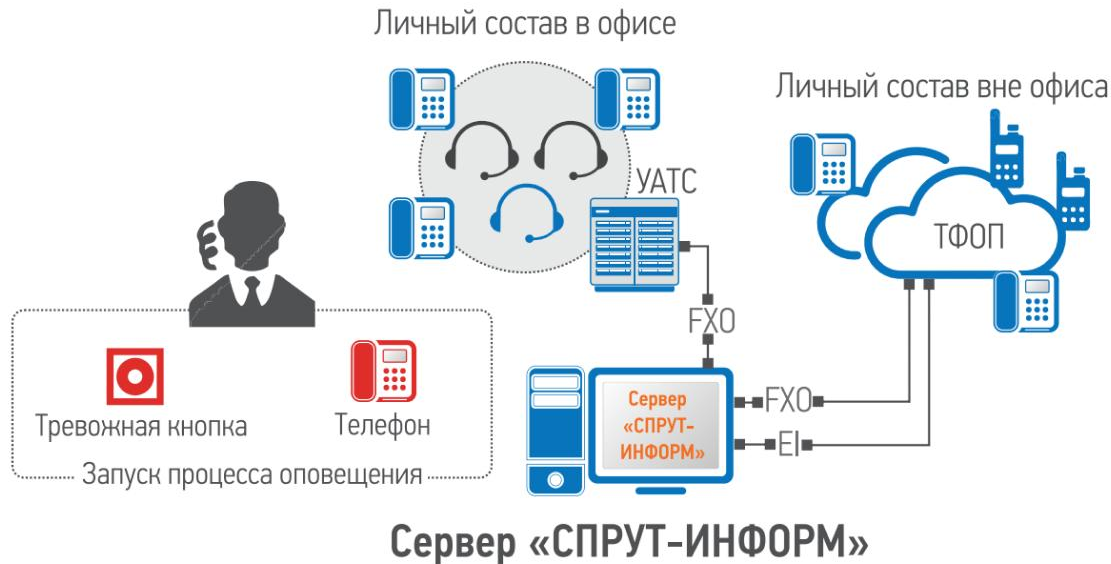 Личный состав в офисе
Личный состав вне офиса
УАТС
ТФОП
FXO
Сервер
«СПРУТ-
ИНФОРМ»
FXO
EI
Тревожная кнопка
Телефон
Запуск процесса оповещения
Сервер «СПРУТ-ИНФОРМ»